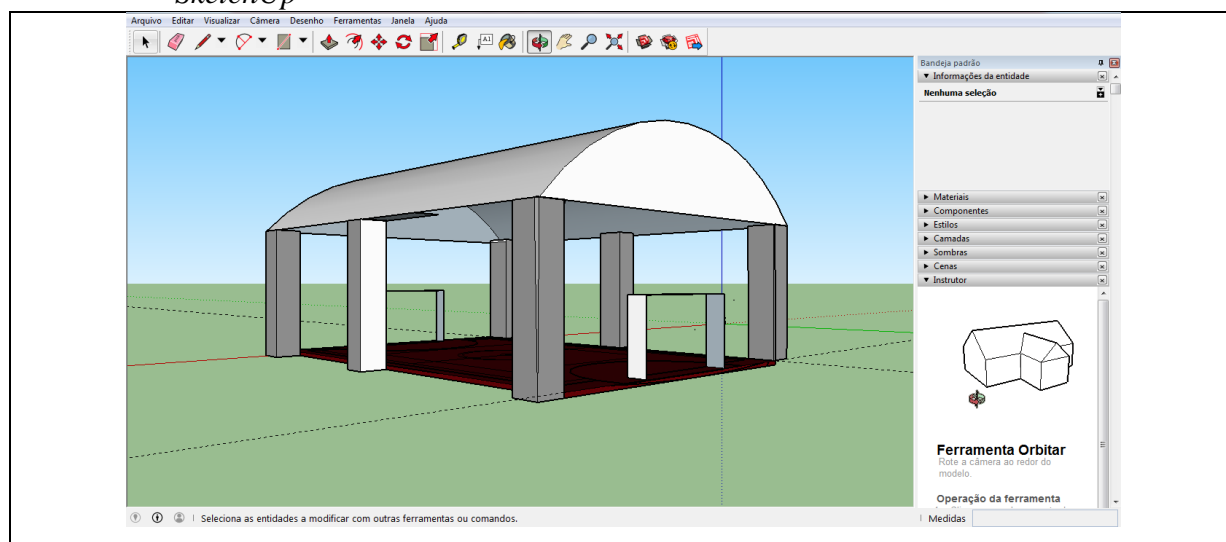 SketchUp
Arquivo Editar Visualizar Câmera Desenho Ferramentas Janela Ajuda
A1
Bandeja padrão
Informações da entidade
Nenhuma seleção
Materiais
Componentes
Estilos
Camadas
Sombras
Cenas
Instrutor
Ferramenta Orbitar
Rote a câmera ao redor do
modelo.
Operação da ferramenta
Seleciona as entidades a modificar com outras ferramentas ou comandos.
Medidas